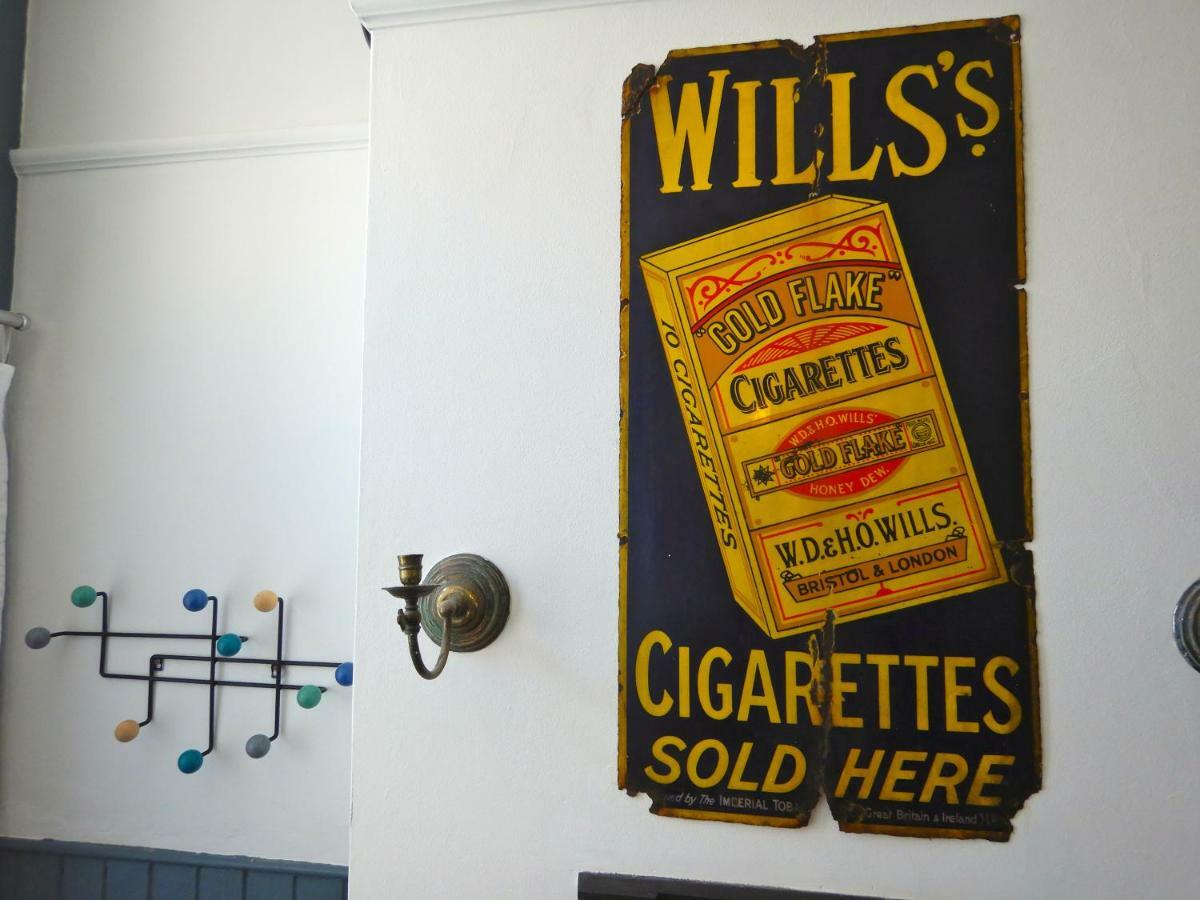 WILLS'S
"GOLD FLAKE"
CIGARETTES
10 CIGARETTES
W.D.& H.O. WILLS'
GOLD FLAKE
HONEY DEW.
W.D.& H.O. WILLS.
BRISTOL & LONDON
CIGARETTES
SOLD HERE
by The IMPERIAL Great Britain & Ireland)